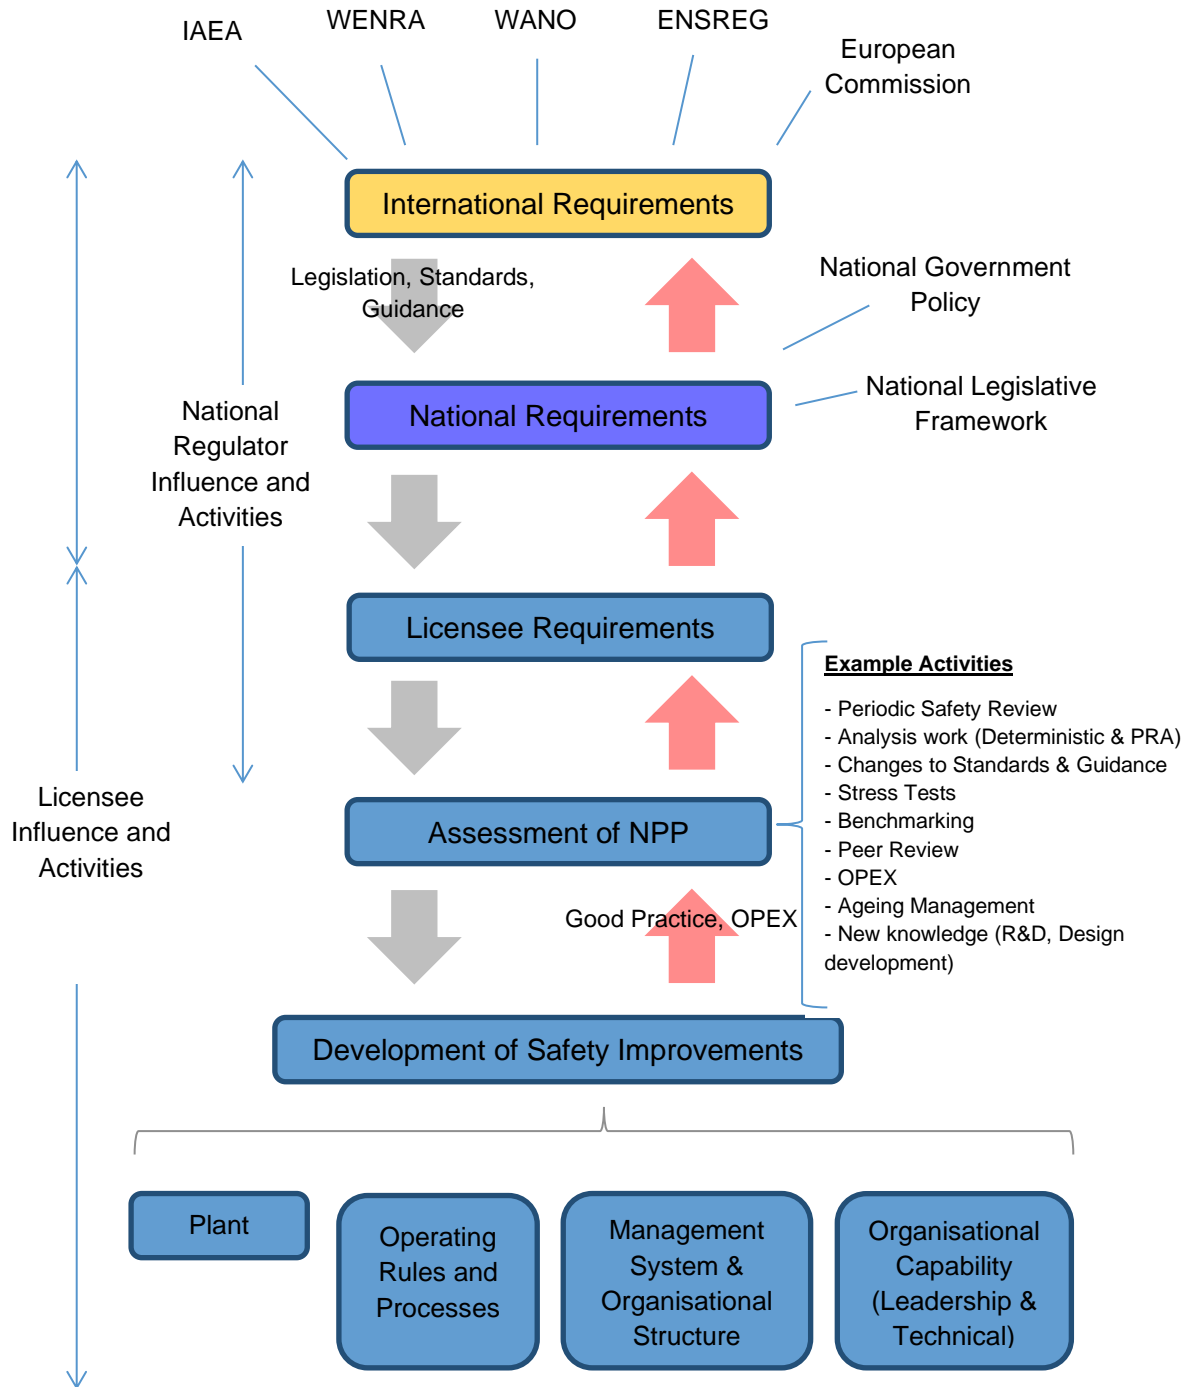 IAEA
WENRA
WANO
ENSREG
European
Commission
International Requirements
Legislation, Standards,
Guidance
National Government
Policy
National Requirements
National Legislative
Framework
National
Regulator
Influence and
Activities
Licensee Requirements
Example Activities
- Periodic Safety Review
- Analysis work (Deterministic & PRA)
- Changes to Standards & Guidance
- Stress Tests
- Benchmarking
- Peer Review
- OPEX
- Ageing Management
- New knowledge (R&D, Design
development)
Licensee
Influence and
Activities
Assessment of NPP
Good Practice, OPEX
Development of Safety Improvements
Plant
Operating
Rules and
Processes
Management
System &
Organisational
Structure
Organisational
Capability
(Leadership &
Technical)